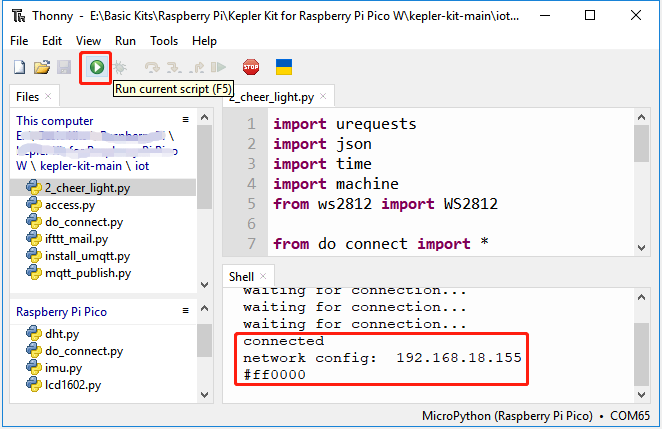 Thonny - E:\Basic Kits\Raspberry Pi\Kepler Kit for Raspberry Pi Pico W\kepler-kit-main\iot...
File Edit View Run Tools Help
STOP
Run current script (F5)
Files
This computer
W \ kepler-kit-main \ iot
2_cheer_light.py
access.py
do_connect.py
ifttt_mail.py
install_umqtt.py
mqtt_publish.py
Raspberry Pi Pico
dht.py
do_connect.py
imu.py
lcd1602.py
2_cheer_light.py
1 import urequests
2 import json
3 import time
4 import machine
5 from ws2812 import WS2812
6
7 from do_connect import *
Shell
waiting for connection...
waiting for connection...
waiting for connection...
connected
network config: 192.168.18.155
#ff0000
MicroPython (Raspberry Pi Pico) • COM65